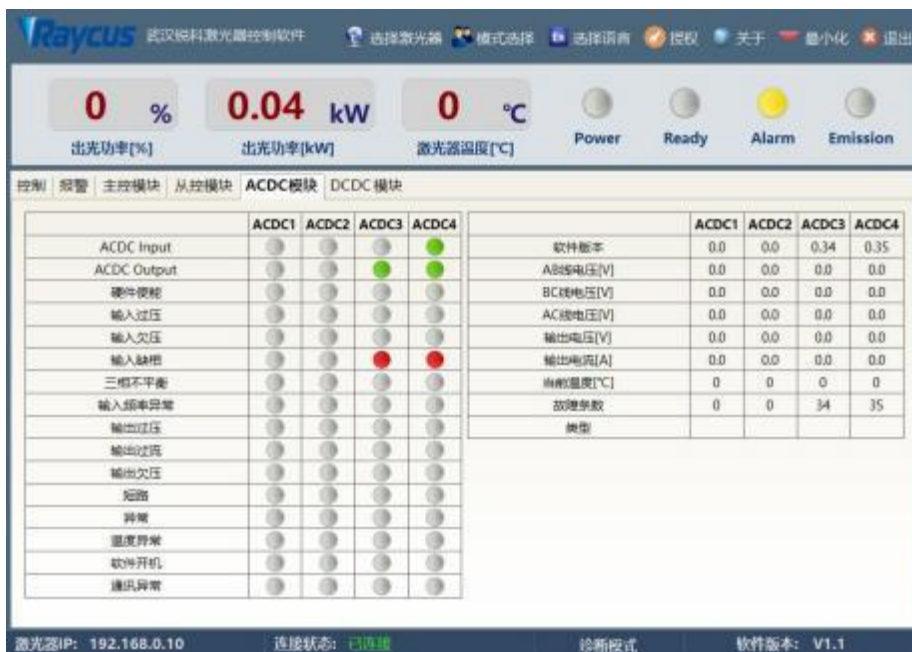 Raycus 武汉锐科激光器控制软件 选择激光器 模式选择 选择语言 授权 关于 最小化 退出
0 % 0.04 kW 0 ℃
出光功率[%] 出光功率[kW] 激光器温度[℃] Power Ready Alarm Emission
控制 报警 主控模块 从控模块 ACDC模块 DCDC模块
ACDC1 ACDC2 ACDC3 ACDC4
ACDC Input
ACDC Output
硬件使能
输入过压
输入欠压
输入缺相
三相不平衡
输入频率异常
输出过压
输出过流
输出欠压
短路
异常
温度异常
软件开机
通讯异常
ACDC1 ACDC2 ACDC3 ACDC4
软件版本 0.0 0.0 0.34 0.35
AB线电压[V] 0.0 0.0 0.0 0.0
BC线电压[V] 0.0 0.0 0.0 0.0
AC线电压[V] 0.0 0.0 0.0 0.0
输出电压[V] 0.0 0.0 0.0 0.0
输出电流[A] 0.0 0.0 0.0 0.0
当前温度[℃] 0 0 0 0
故障条数 0 0 34 35
类型
激光器IP: 192.168.0.10 连接状态: 已连接 诊断模式 软件版本: V1.1